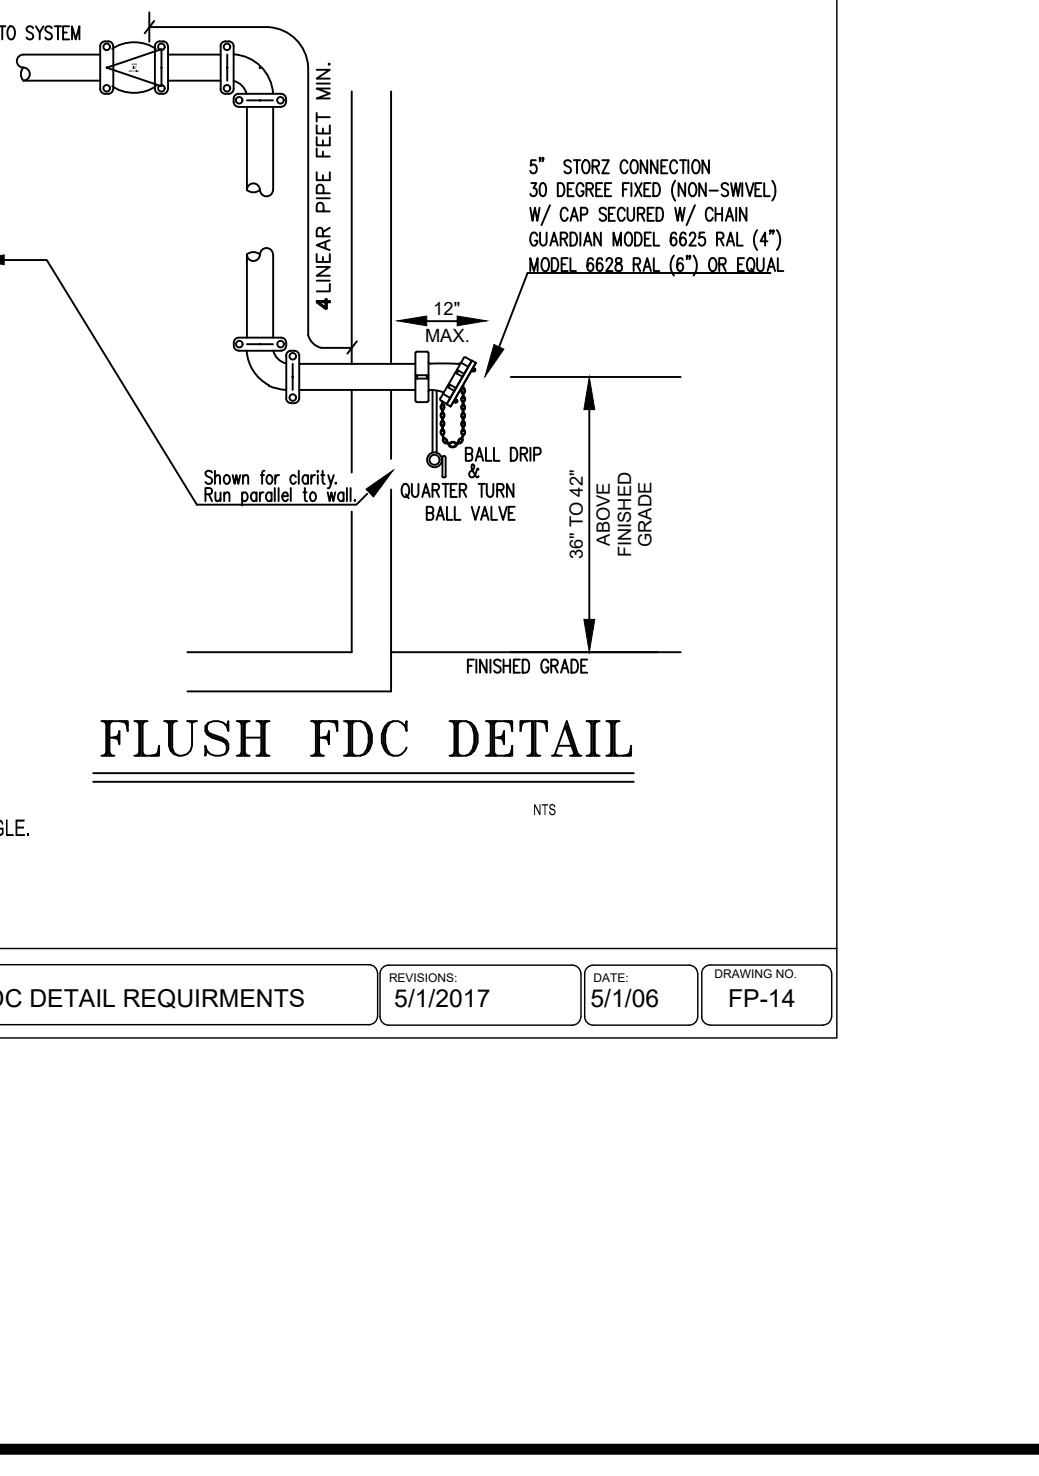 TO SYSTEM
4 LINEAR PIPE FEET MIN.
5" STORZ CONNECTION
30 DEGREE FIXED (NON-SWIVEL)
W/ CAP SECURED W/ CHAIN
GUARDIAN MODEL 6625 RAL (4")
MODEL 6628 RAL (6") OR EQUAL
12"
MAX.
BALL DRIP
&
QUARTER TURN
BALL VALVE
Shown for clarity.
Run parallel to wall.
36" TO 42"
ABOVE
FINISHED
GRADE
FINISHED GRADE
FLUSH FDC DETAIL
NTS
GLE.
DC DETAIL REQUIRMENTS
REVISIONS:
5/1/2017
DATE:
5/1/06
DRAWING NO.
FP-14